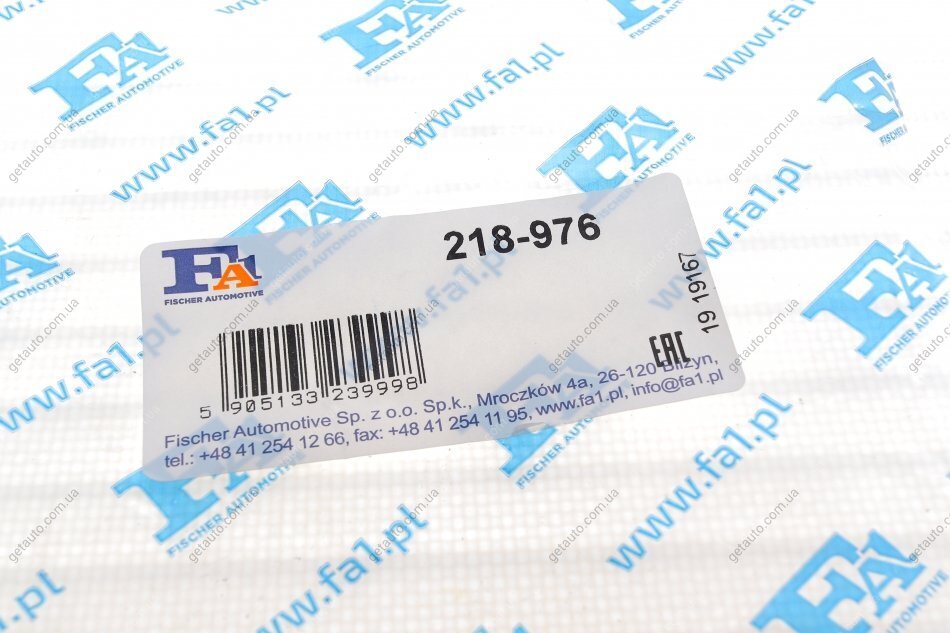 FA1
FISCHER AUTOMOTIVE
www.fa1.pl
getauto.com.ua
218-976
FA1
FISCHER AUTOMOTIVE
19 19167
EAC
5 905133 239998
Fischer Automotive Sp. z o.o. Sp.k., Mroczków 4a, 26-120 Bliżyn,
tel.: +48 41 254 12 66, fax: +48 41 254 11 95, www.fa1.pl, info@fa1.pl